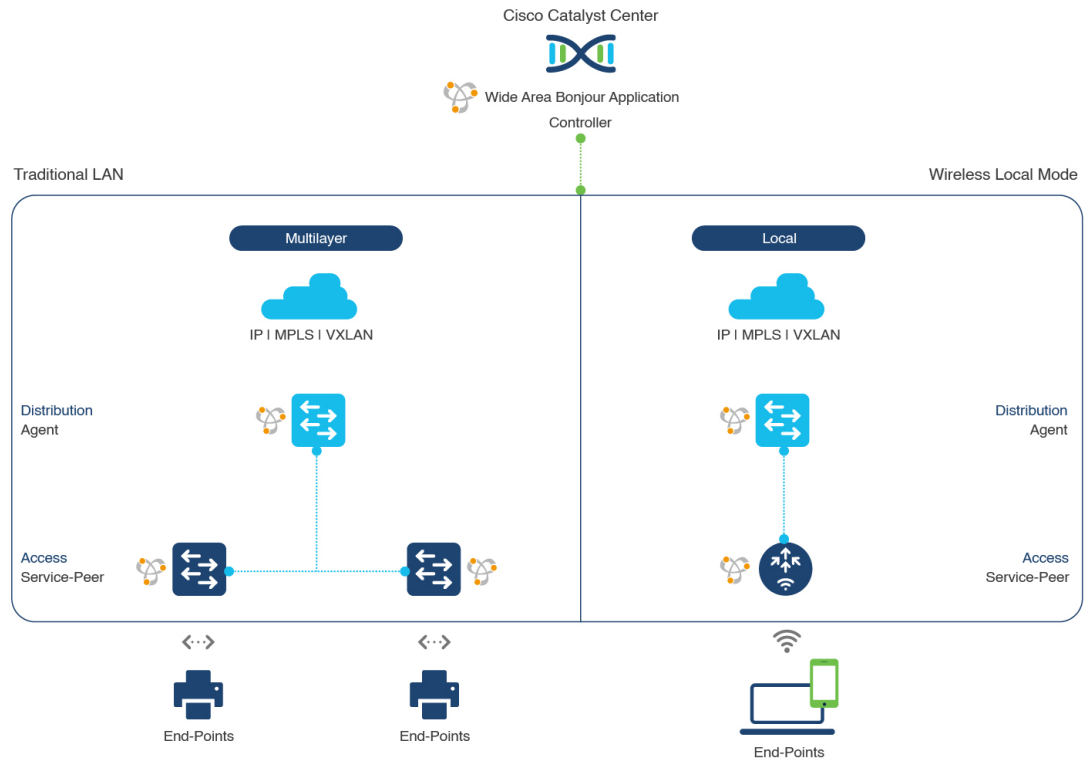 Cisco Catalyst Center
Wide Area Bonjour Application
Controller
Traditional LAN
Wireless Local Mode
Multilayer
Local
IP | MPLS | VXLAN
IP | MPLS | VXLAN
Distribution
Agent
Distribution
Agent
Access
Service-Peer
Access
Service-Peer
End-Points
End-Points
End-Points